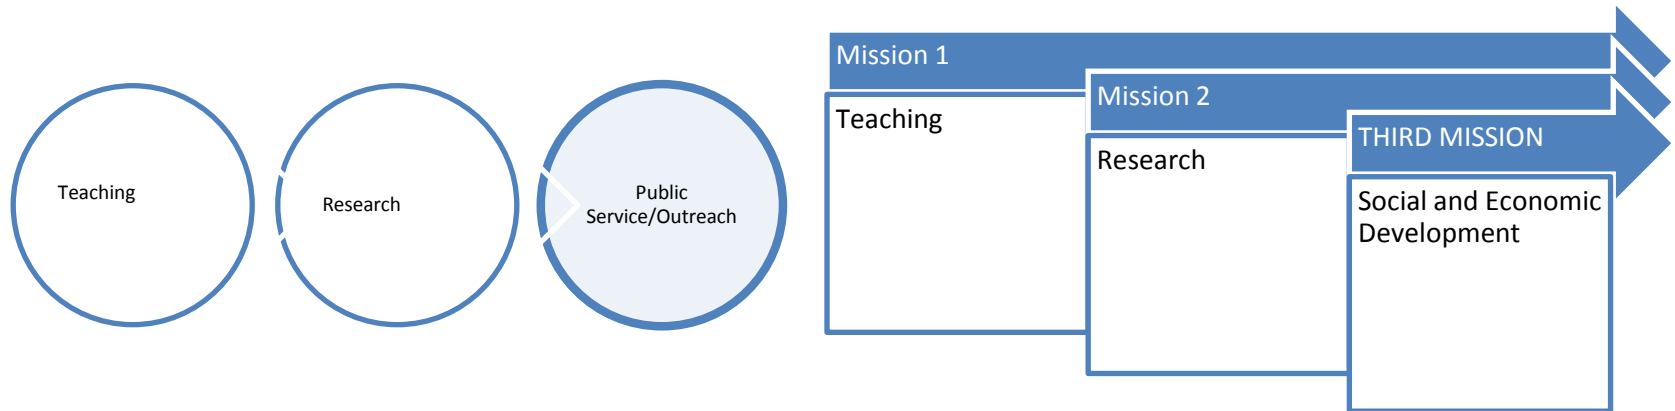 Teaching
Research
Public
Service/Outreach
Mission 1
Teaching
Mission 2
Research
THIRD MISSION
Social and Economic
Development